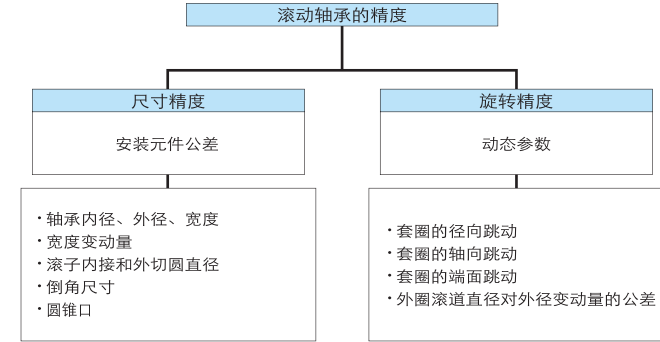 滚动轴承的精度
尺寸精度
安装元件公差
・轴承内径、外径、宽度
・宽度变动量
・滚子内接和外切圆直径
・倒角尺寸
・圆锥口
旋转精度
动态参数
・套圈的径向跳动
・套圈的轴向跳动
・套圈的端面跳动
・外圈滚道直径对外径变动量的公差